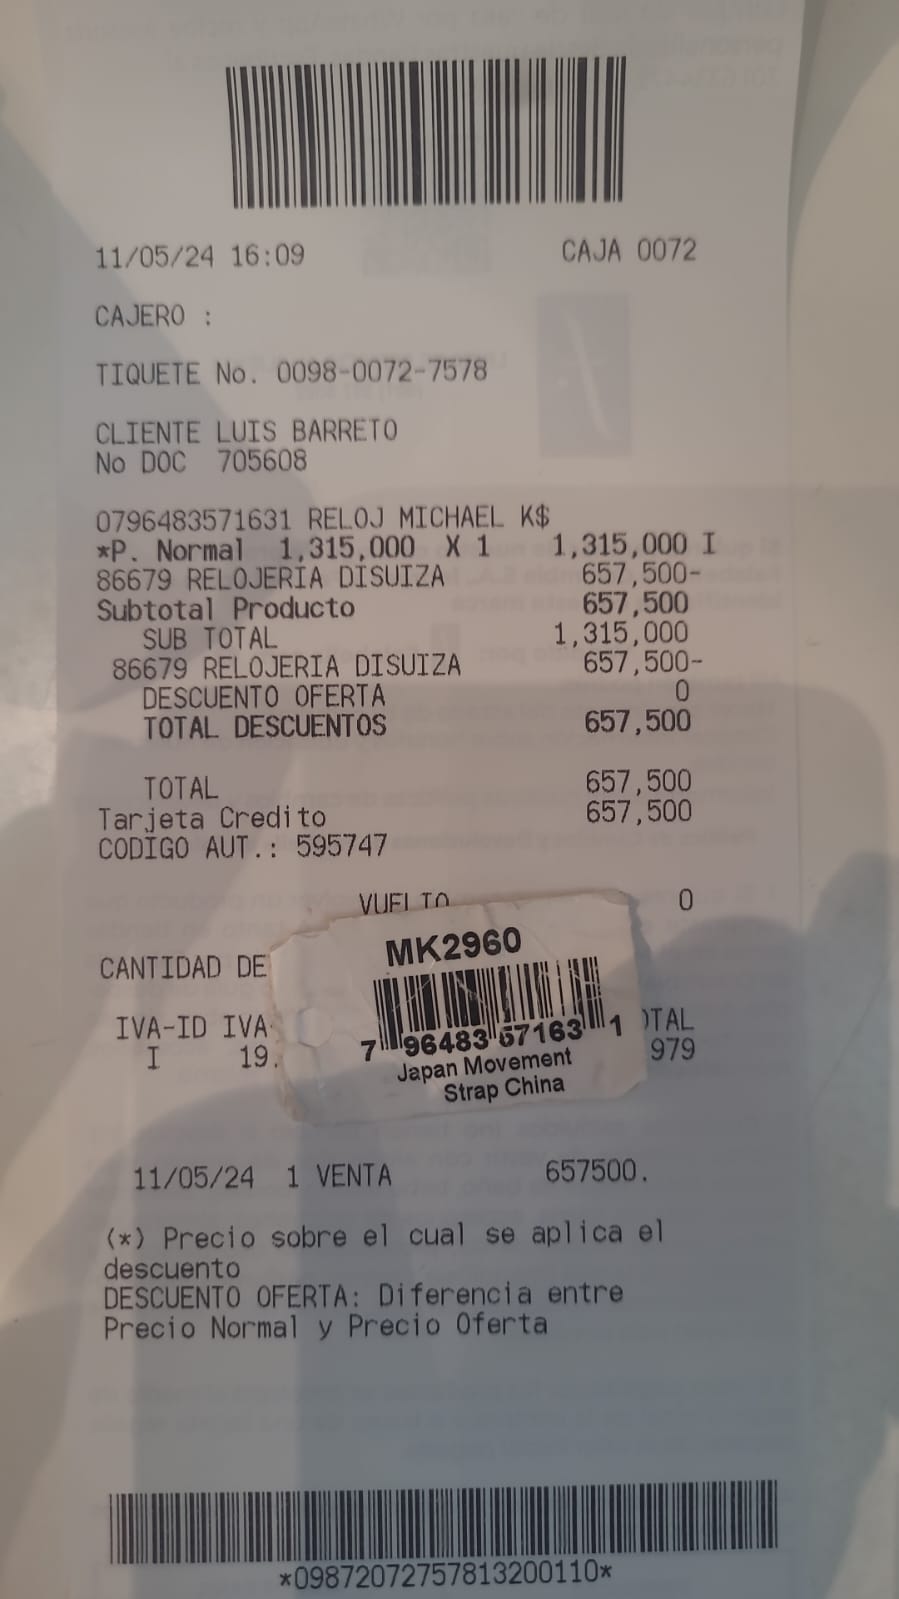 11/05/24 16:09 CAJA 0072
CAJERO :
TIQUETE No. 0098-0072-7578
CLIENTE LUIS BARRETO
No DOC 705608
0796483571631 RELOJ MICHAEL K$
*P. Normal 1,315,000 X 1 1,315,000 I
86679 RELOJERIA DISUIZA 657,500-
Subtotal Producto 657,500
SUB TOTAL 1,315,000
86679 RELOJERIA DISUIZA 657,500-
DESCUENTO OFERTA 0
TOTAL DESCUENTOS 657,500
TOTAL 657,500
Tarjeta Credito 657,500
CODIGO AUT.: 595747
VUELTO 0
MK2960
CANTIDAD DE
7 96483 57163 1
IVA-ID IVA OTAL
I 19. 979
Japan Movement
Strap China
11/05/24 1 VENTA 657500.
(*) Precio sobre el cual se aplica el
descuento
DESCUENTO OFERTA: Diferencia entre
Precio Normal y Precio Oferta
*09872072757813200110*